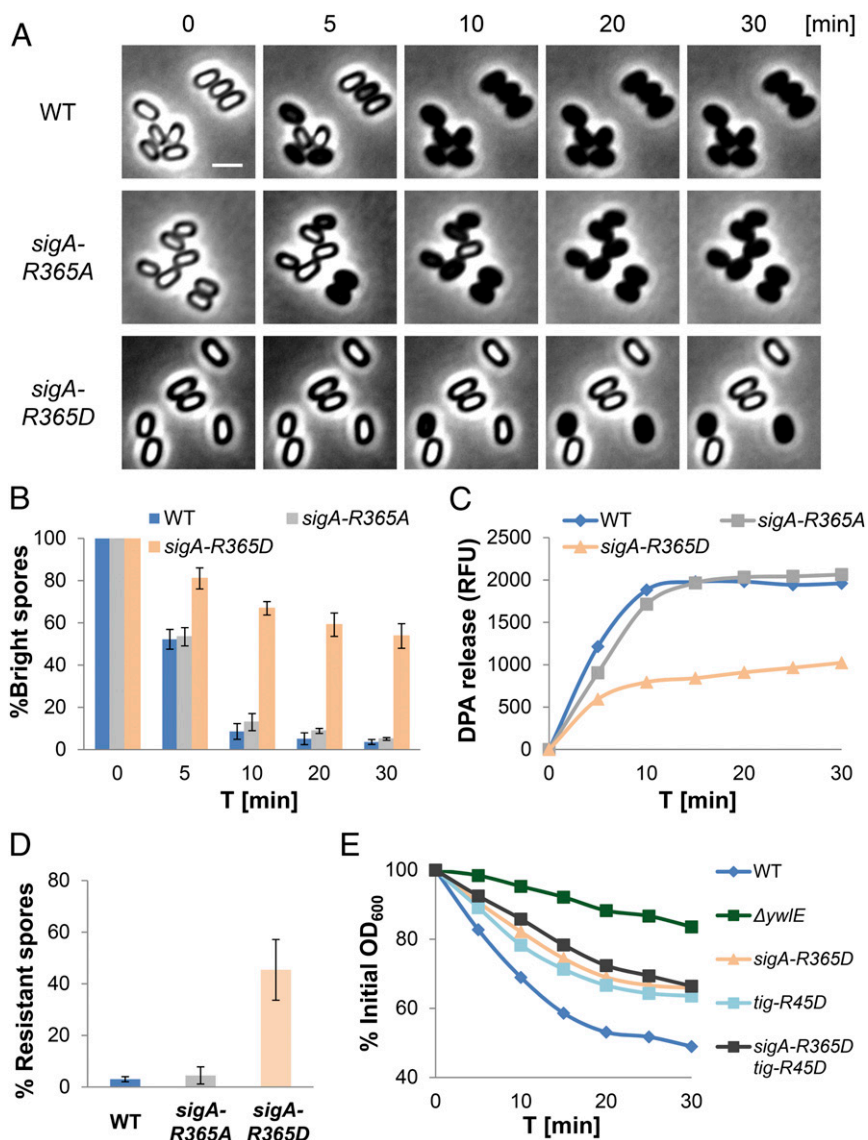 A
0 5 10 20 30 [min]
WT
sigA-
R365A
sigA-
R365D
B
WT
sigA-R365A
sigA-R365D
%Bright spores
100
80
60
40
20
0
0 5 10 20 30
T [min]
C
WT
sigA-R365A
sigA-R365D
DPA release (RFU)
2500
2000
1500
1000
500
0
0 10 20 30
T [min]
D
% Resistant spores
80
60
40
20
0
WT
sigA-
R365A
sigA-
R365D
E
% Initial OD600
100
80
60
40
0 10 20 30
T [min]
WT
ΔywlE
sigA-R365D
tig-R45D
sigA-R365D
tig-R45D